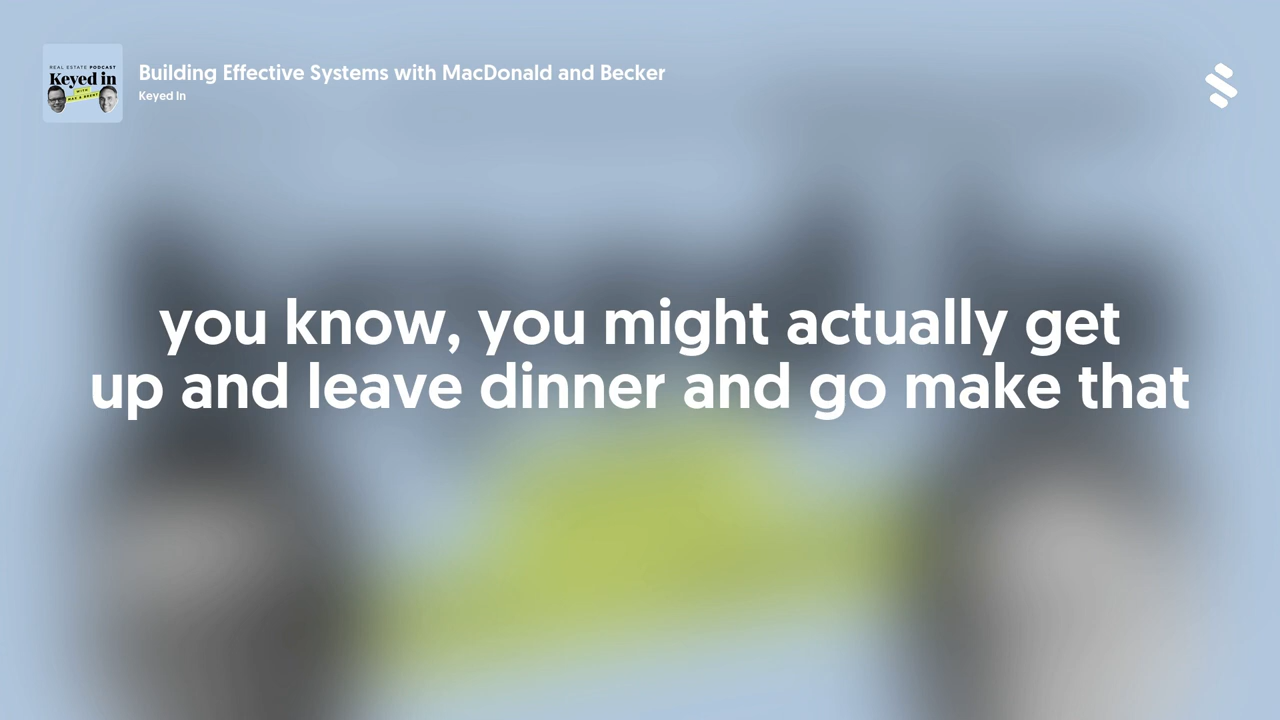 REAL ESTATE PODCAST
Keyed in
WITH
MAX & BRENT
Building Effective Systems with MacDonald and Becker
Keyed In
you know, you might actually get
up and leave dinner and go make that